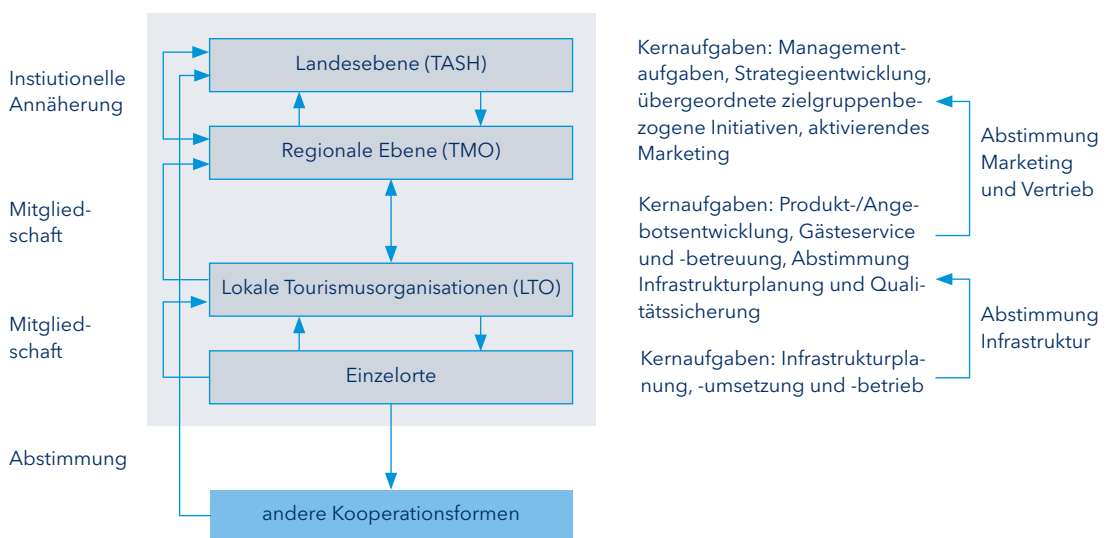 Instiutionelle
Annäherung
Mitglied-
schaft
Mitglied-
schaft
Abstimmung
Landesebene (TASH)
Regionale Ebene (TMO)
Lokale Tourismusorganisationen (LTO)
Einzelorte
andere Kooperationsformen
Kernaufgaben: Management-
aufgaben, Strategieentwicklung,
übergeordnete zielgruppenbe-
zogene Initiativen, aktivierendes
Marketing
Kernaufgaben: Produkt-/Ange-
botsentwicklung, Gästeservice
und -betreuung, Abstimmung
Infrastrukturplanung und Quali-
tätssicherung
Kernaufgaben: Infrastrukturpla-
nung, -umsetzung und -betrieb
Abstimmung
Marketing
und Vertrieb
Abstimmung
Infrastruktur